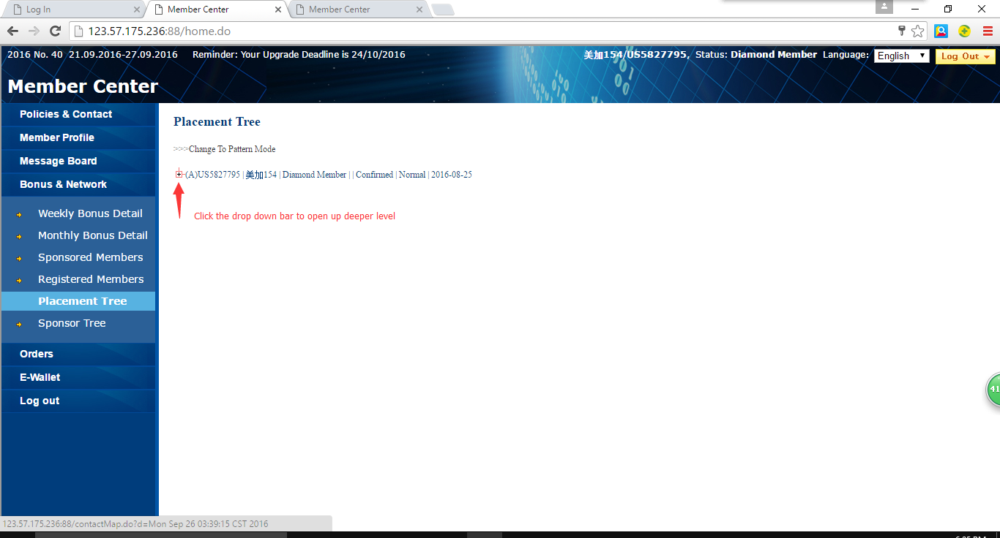 Log In
Member Center
Member Center
123.57.175.236:88/home.do
2016 No. 40 21.09.2016-27.09.2016 Reminder: Your Upgrade Deadline is 24/10/2016 美加154/US5827795, Status: Diamond Member Language: English Log Out
Member Center
Policies & Contact
Member Profile
Message Board
Bonus & Network
Weekly Bonus Detail
Monthly Bonus Detail
Sponsored Members
Registered Members
Placement Tree
Sponsor Tree
Orders
E-Wallet
Log out
Placement Tree
>>>Change To Pattern Mode
(A)US5827795 | 美加154 | Diamond Member | | Confirmed | Normal | 2016-08-25
Click the drop down bar to open up deeper level
41
123.57.175.236:88/contactMap.do?d=Mon Sep 26 03:39:15 CST 2016